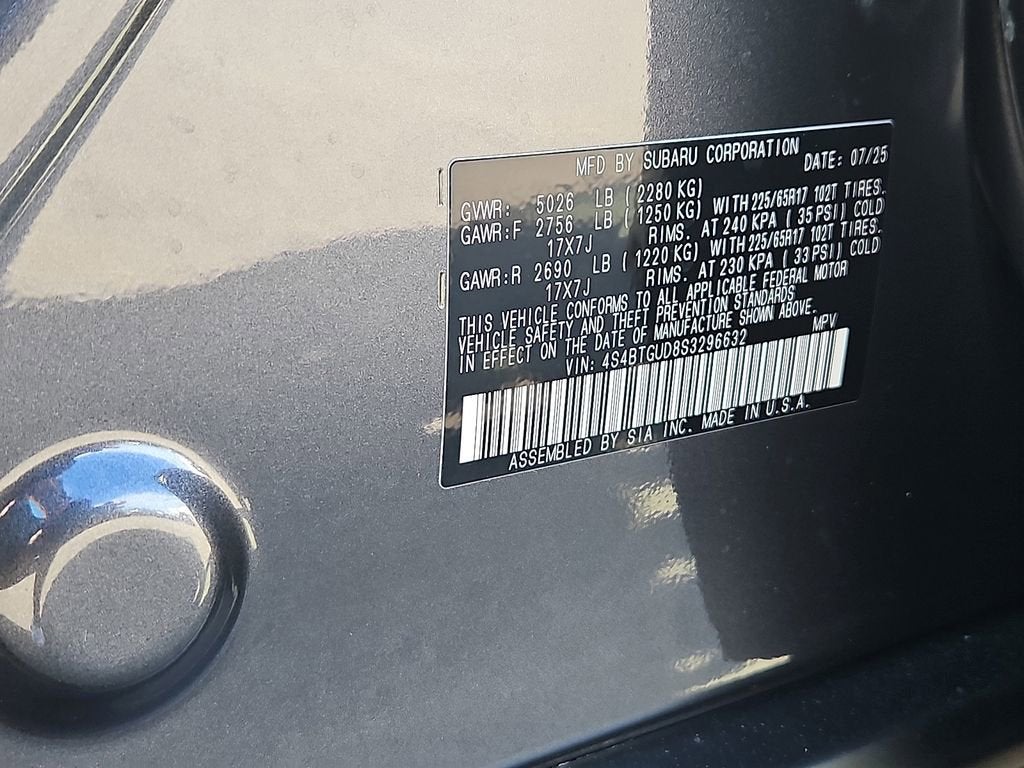 MFD BY SUBARU CORPORATION DATE: 07/25
GVWR: 5026 LB (2280 KG)
GAWR:F 2756 LB (1250 KG) WITH 225/65R17 102T TIRES.
17X7J RIMS. AT 240 KPA (35 PSI) COLD
GAWR:R 2690 LB (1220 KG) WITH 225/65R17 102T TIRES.
17X7J RIMS. AT 230 KPA (33 PSI) COLD
THIS VEHICLE CONFORMS TO ALL APPLICABLE FEDERAL MOTOR
VEHICLE SAFETY AND THEFT PREVENTION STANDARDS
IN EFFECT ON THE DATE OF MANUFACTURE SHOWN ABOVE.
VIN: 4S4BTGUD8S3296632 MPV
ASSEMBLED BY SIA INC. MADE IN U.S.A.